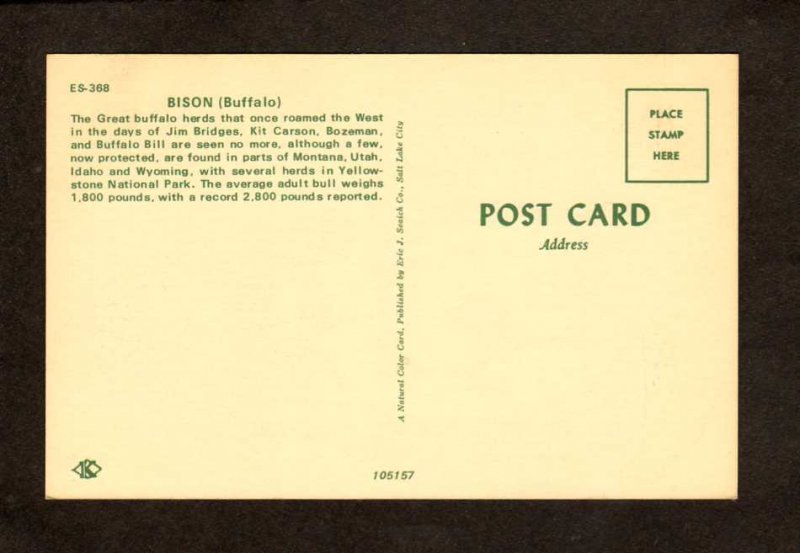 ES-368
BISON (Buffalo)
The Great buffalo herds that once roamed the West
in the days of Jim Bridges, Kit Carson, Bozeman,
and Buffalo Bill are seen no more, although a few,
now protected, are found in parts of Montana, Utah,
Idaho and Wyoming, with several herds in Yellow-
stone National Park. The average adult bull weighs
1,800 pounds, with a record 2,800 pounds reported.
A Natural Color Card, Published by Eric J. Seaich Co., Salt Lake City
PLACE
STAMP
HERE
POST CARD
Address
105157